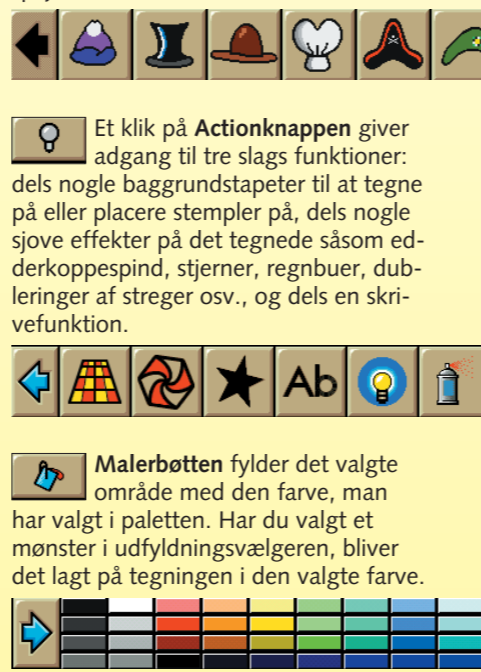 Et klik på Actionknappen giver
adgang til tre slags funktioner:
dels nogle baggrundstapeter til at tegne
på eller placere stempler på, dels nogle
sjove effekter på det tegnede såsom ed-
derkoppespind, stjerner, regnbuer, dub-
leringer af streger osv., og dels en skri-
vefunktion.
Ab
Malerbøtten fylder det valgte
område med den farve, man
har valgt i paletten. Har du valgt et
mønster i udfyldningsvælgeren, bliver
det lagt på tegningen i den valgte farve.